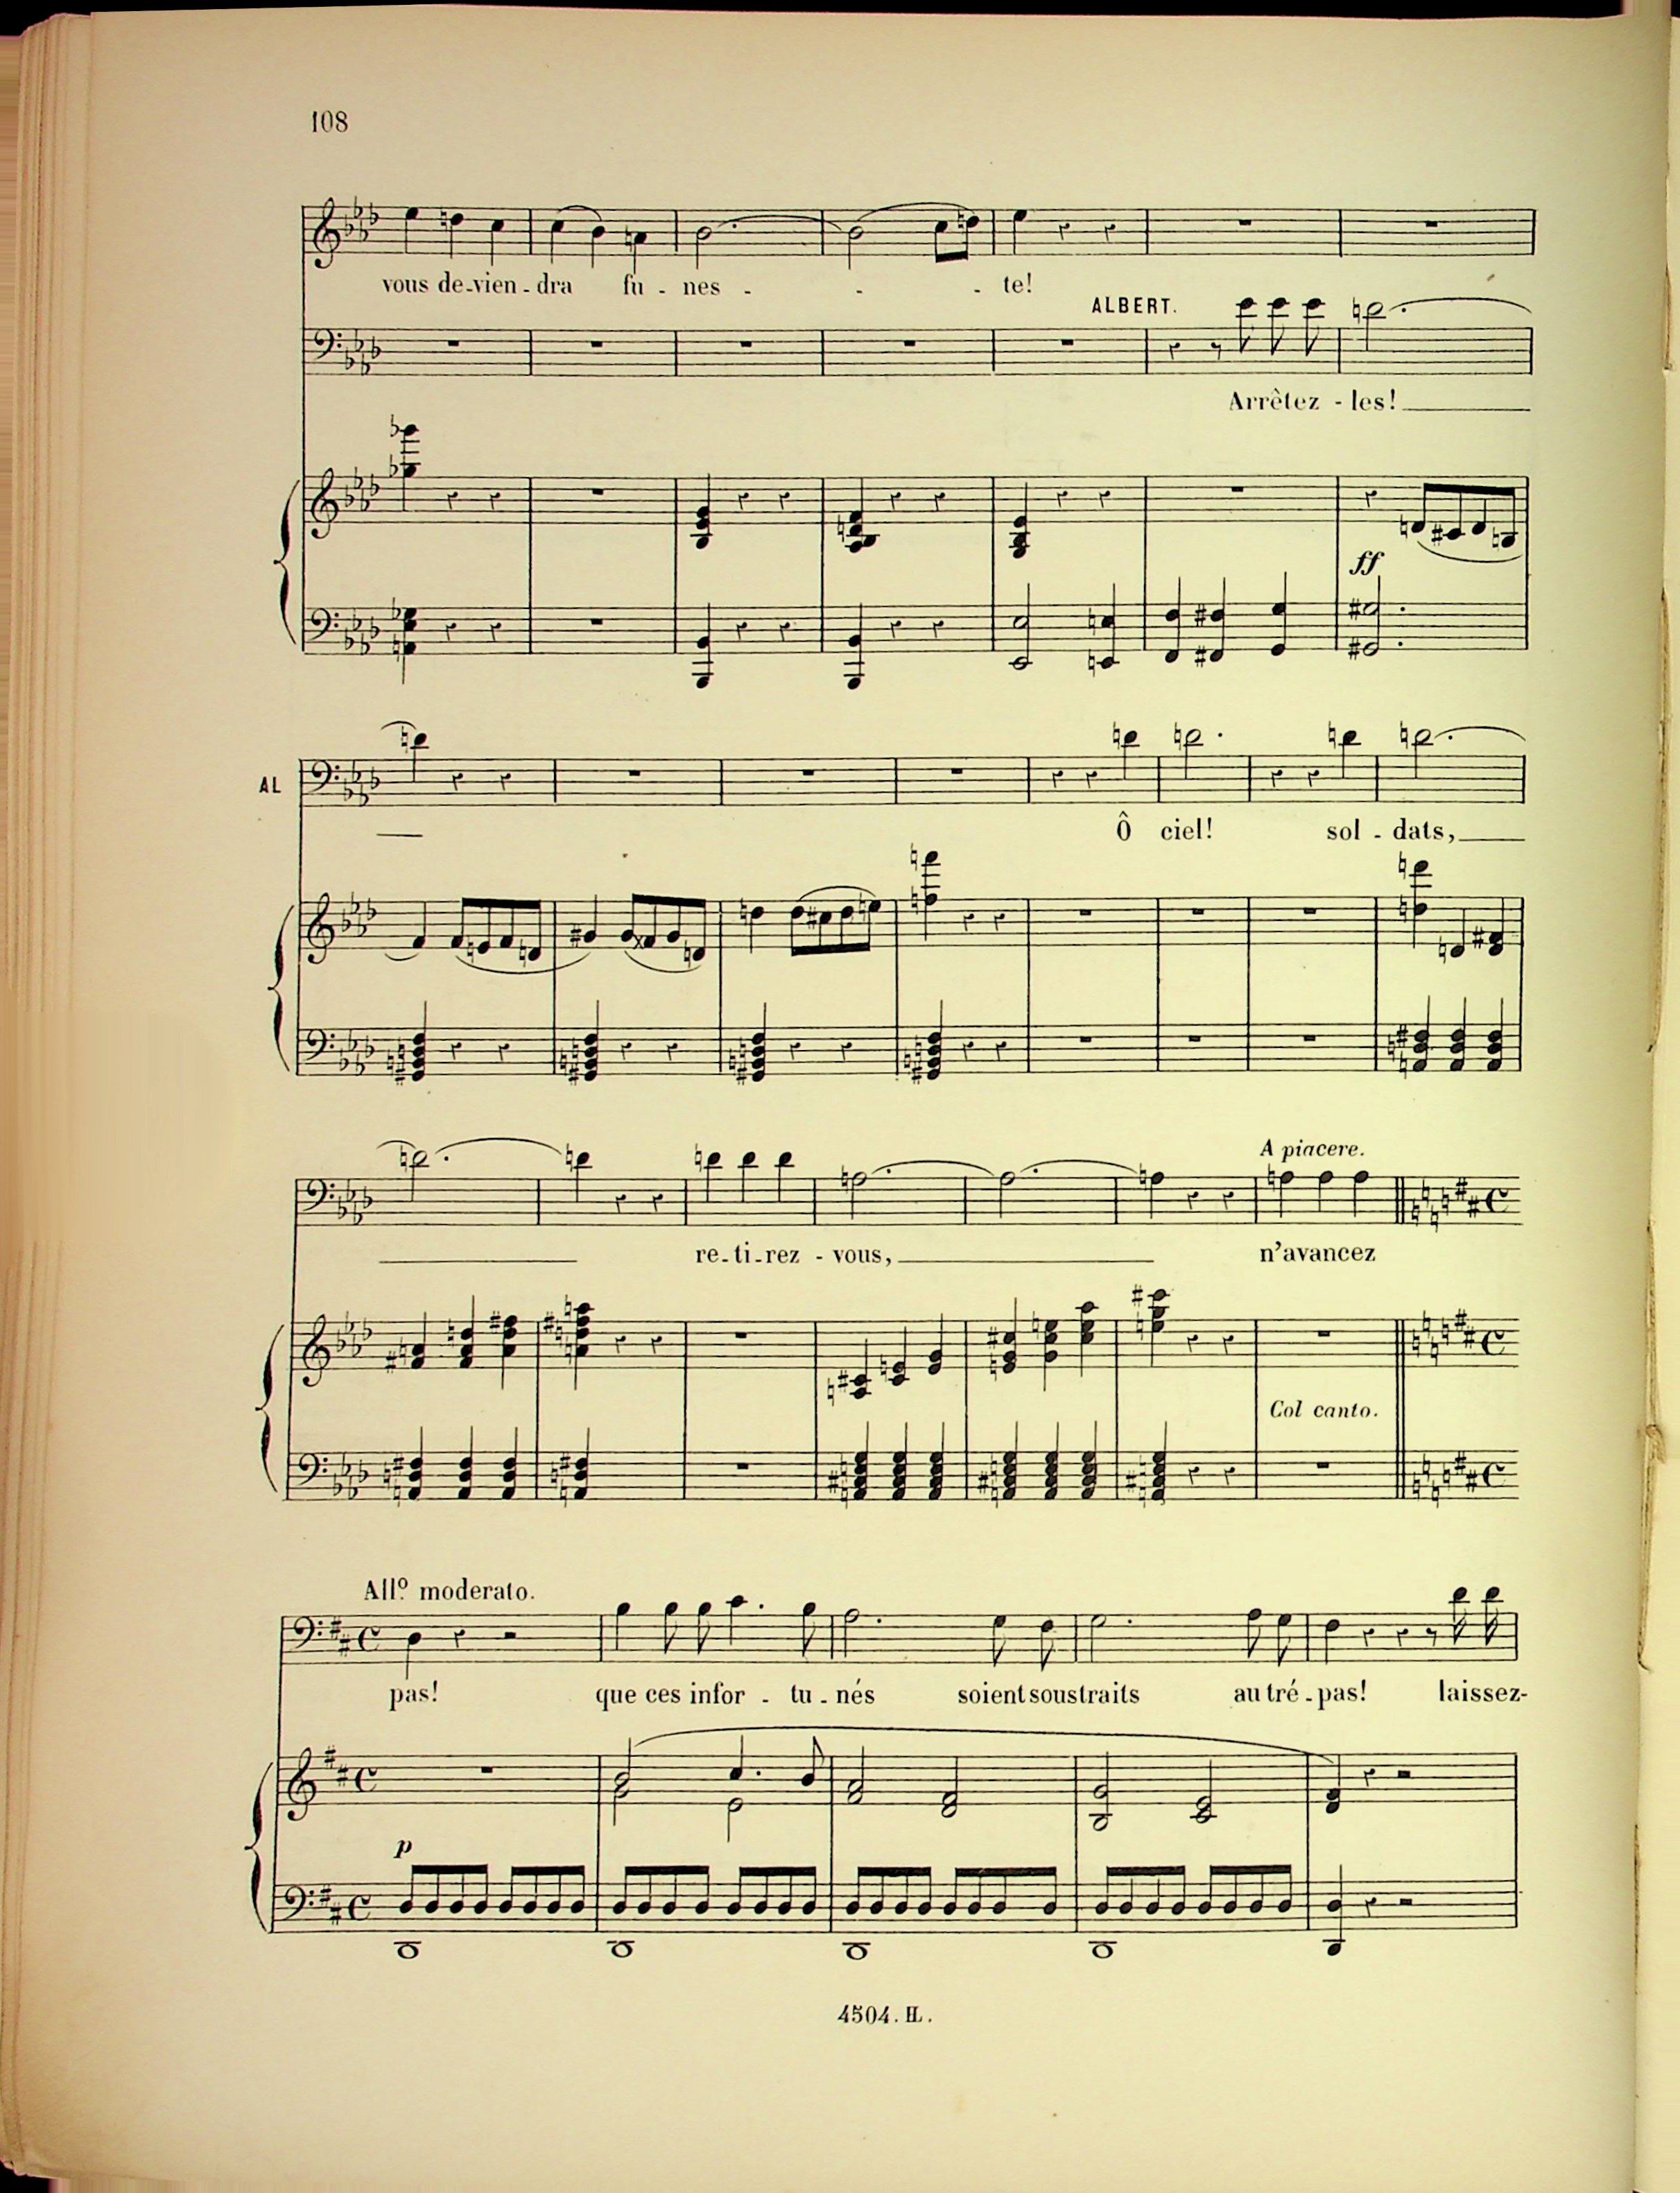 108
vous de-vien-dra fu - nes - - - te!
ALBERT.
Arrêtez - les!
ff
AL
Ô ciel! sol - dats,
A piacere.
re-ti-rez - vous, n'avancez
Col canto.
All.º moderato.
pas! que ces infor - tu - nés soient soustraits au tré - pas! laissez-
p
4504. H.